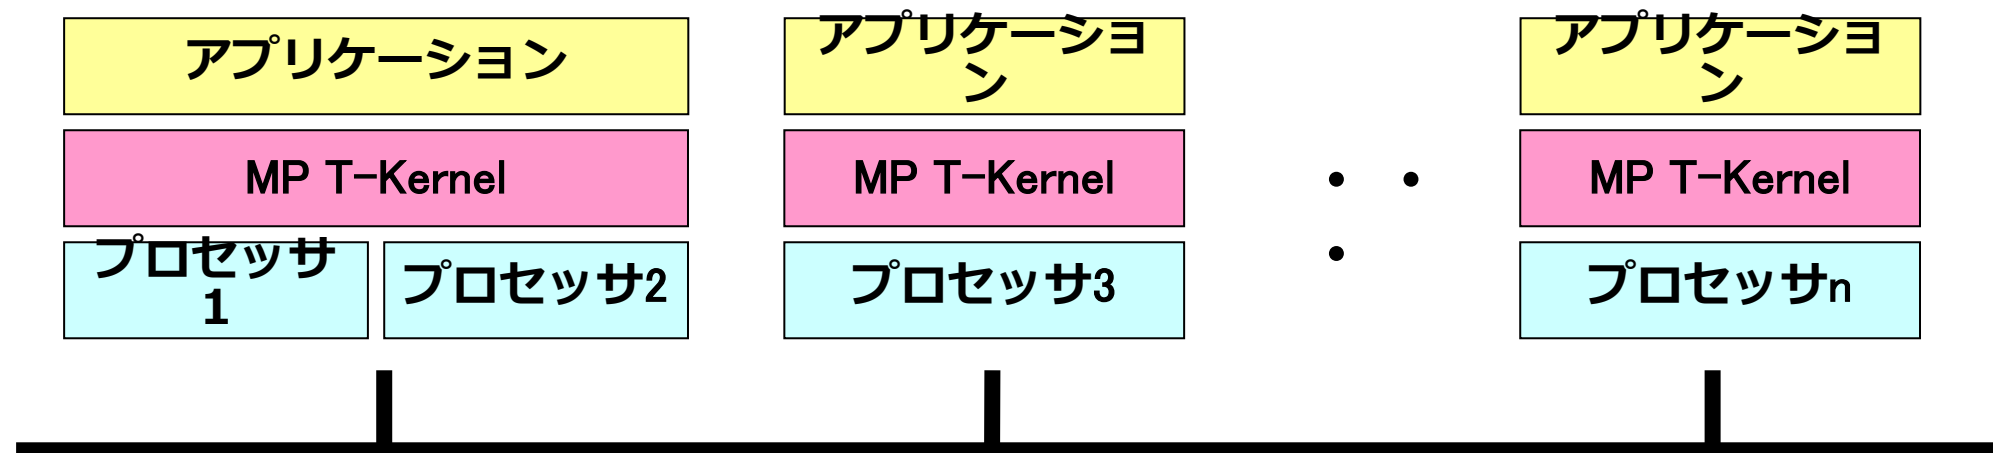 アプリケーション
アプリケーショ
ン
アプリケーショ
ン
MP T-Kernel
MP T-Kernel
・・
・
MP T-Kernel
プロセッサ
1
プロセッサ2
プロセッサ3
プロセッサn